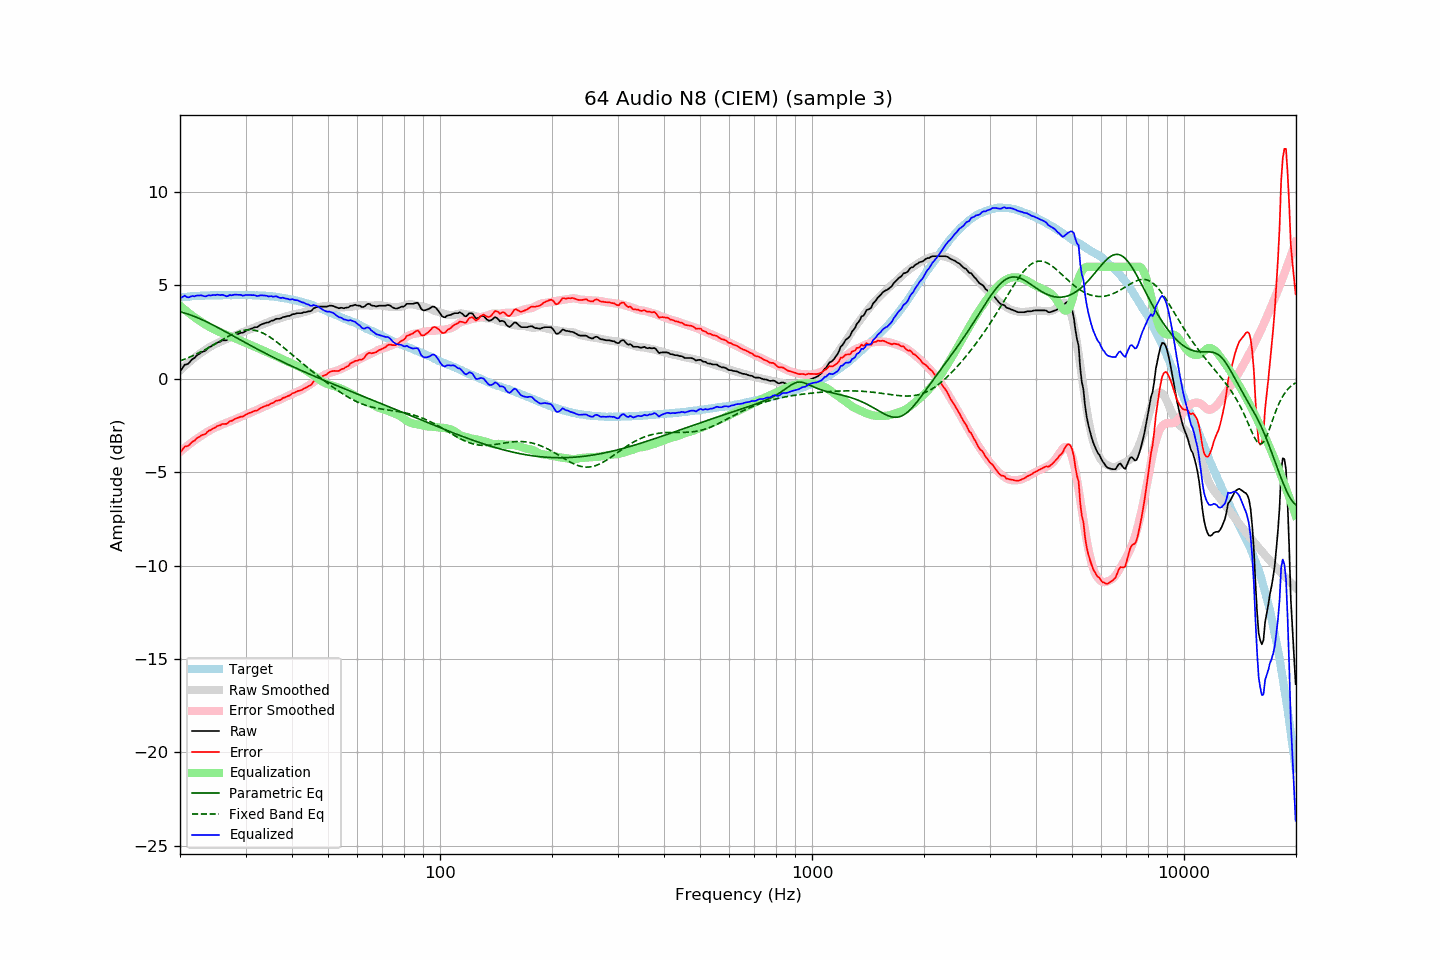 64 Audio N8 (CIEM) (sample 3)
Amplitude (dBr)
10
5
0
−5
−10
−15
−20
−25
Target
Raw Smoothed
Error Smoothed
Raw
Error
Equalization
Parametric Eq
Fixed Band Eq
Equalized
100
1000
10000
Frequency (Hz)